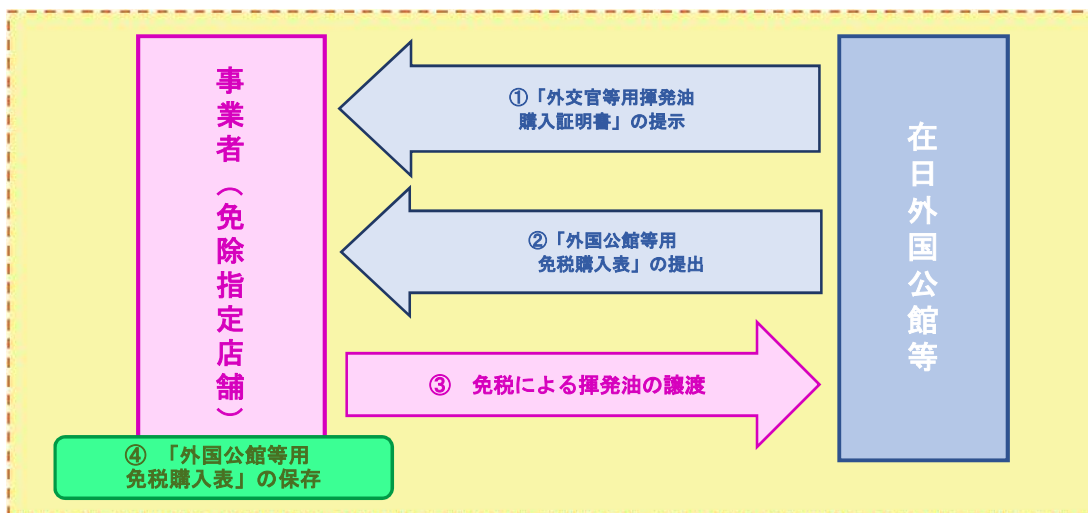 事業者（免除指定店舗）
①「外交官等用揮発油
購入証明書」の提示
②「外国公館等用
免税購入表」の提出
③　免税による揮発油の譲渡
④　「外国公館等用
免税購入表」の保存
在日外国公館等